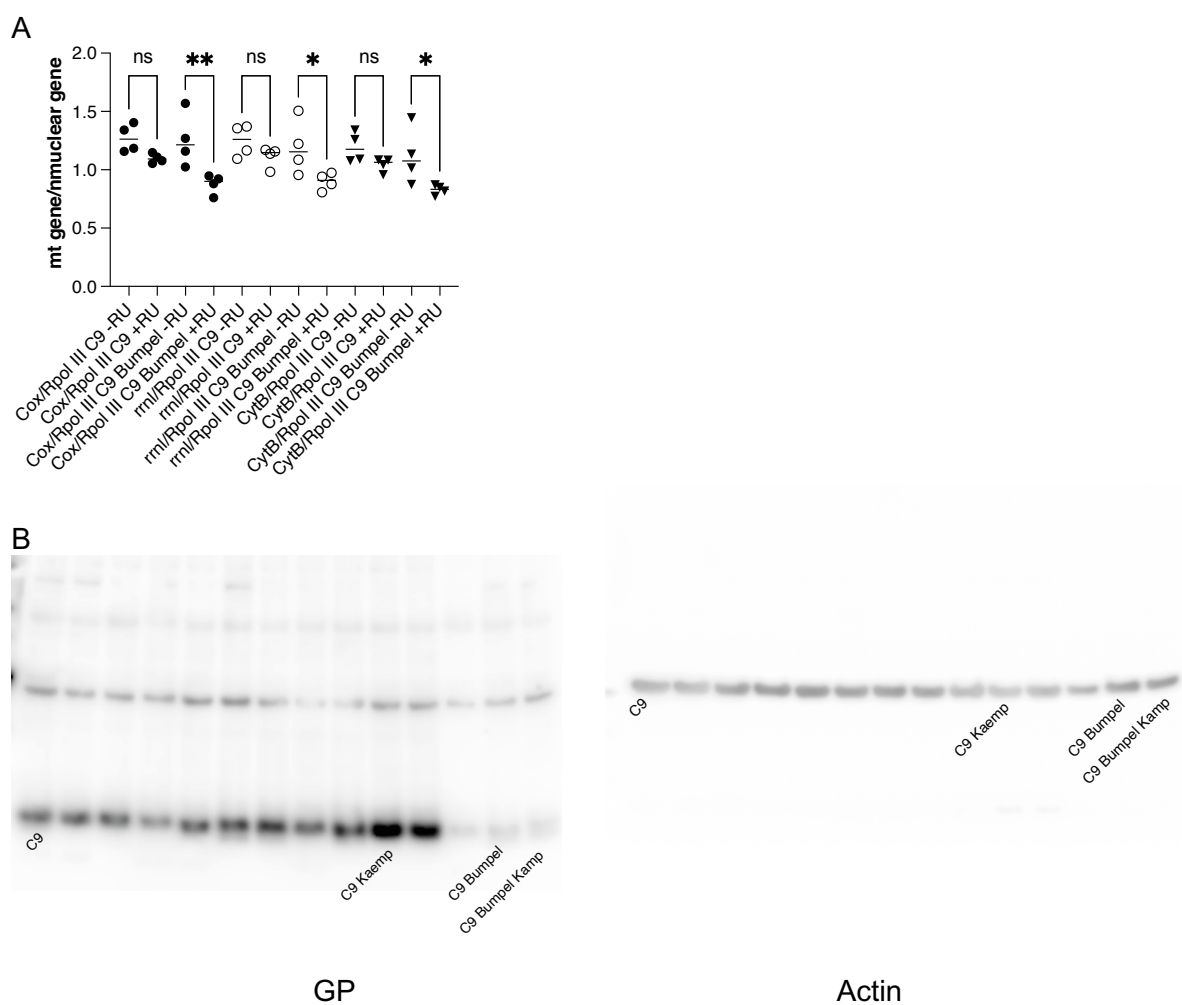 A
ns
**
ns
*
ns
*
2.0
1.5
1.0
0.5
0.0
mt gene/nmuclear gene
Cox/Rpol III C9 -RU
Cox/Rpol III C9 +RU
Cox/Rpol III C9 Bumpel -RU
Cox/Rpol III C9 Bumpel +RU
rrnl/Rpol III C9 -RU
rrnl/Rpol III C9 +RU
rrnl/Rpol III C9 Bumpel -RU
rrnl/Rpol III C9 Bumpel +RU
CytB/Rpol III C9 -RU
CytB/Rpol III C9 +RU
CytB/Rpol III C9 Bumpel -RU
CytB/Rpol III C9 Bumpel +RU
B
C9
C9 Kaemp
C9 Bumpel
C9 Bumpel Kamp
C9
C9 Kaemp
C9 Bumpel
C9 Bumpel Kamp
GP
Actin